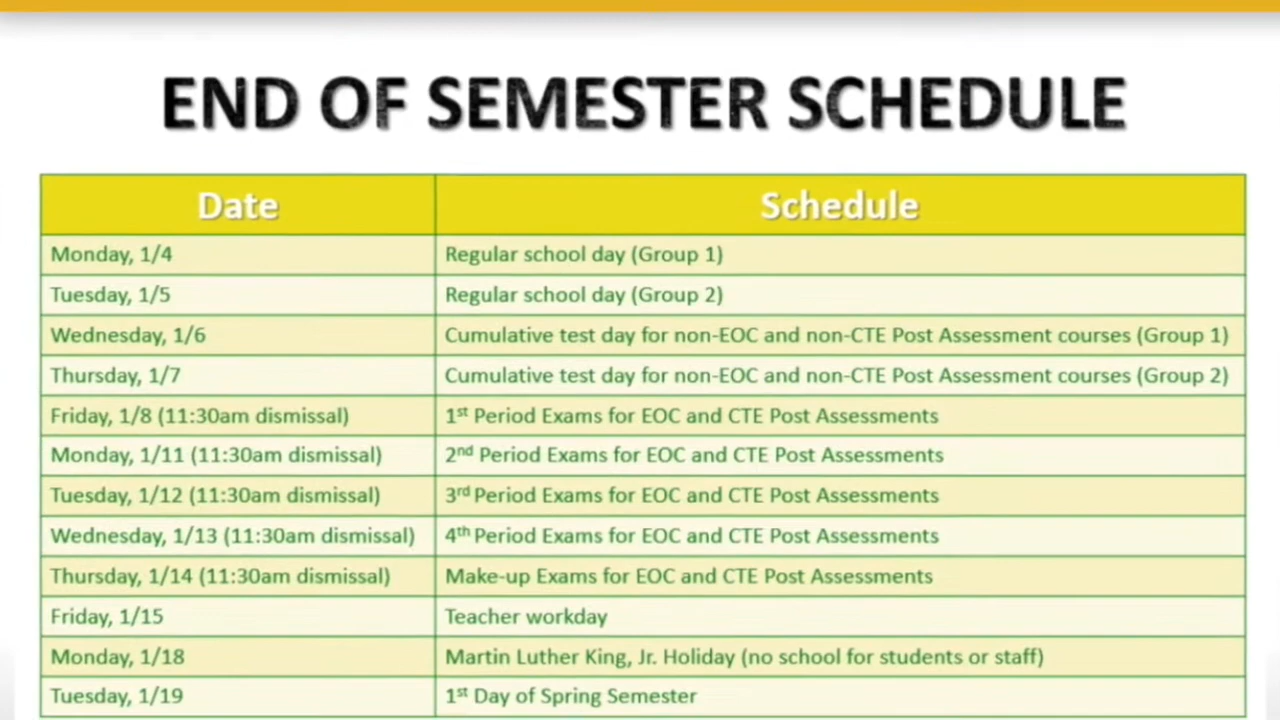 END OF SEMESTER SCHEDULE
Date Schedule
Monday, 1/4 Regular school day (Group 1)
Tuesday, 1/5 Regular school day (Group 2)
Wednesday, 1/6 Cumulative test day for non-EOC and non-CTE Post Assessment courses (Group 1)
Thursday, 1/7 Cumulative test day for non-EOC and non-CTE Post Assessment courses (Group 2)
Friday, 1/8 (11:30am dismissal) 1st Period Exams for EOC and CTE Post Assessments
Monday, 1/11 (11:30am dismissal) 2nd Period Exams for EOC and CTE Post Assessments
Tuesday, 1/12 (11:30am dismissal) 3rd Period Exams for EOC and CTE Post Assessments
Wednesday, 1/13 (11:30am dismissal) 4th Period Exams for EOC and CTE Post Assessments
Thursday, 1/14 (11:30am dismissal) Make-up Exams for EOC and CTE Post Assessments
Friday, 1/15 Teacher workday
Monday, 1/18 Martin Luther King, Jr. Holiday (no school for students or staff)
Tuesday, 1/19 1st Day of Spring Semester